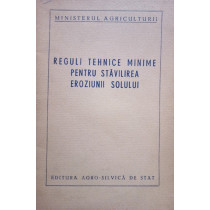 MINISTERUL AGRICULTURII
REGULI TEHNICE MINIME
PENTRU STĂVILIREA
EROZIUNII SOLULUI
EDITURA AGRO-SILVICĂ DE STAT